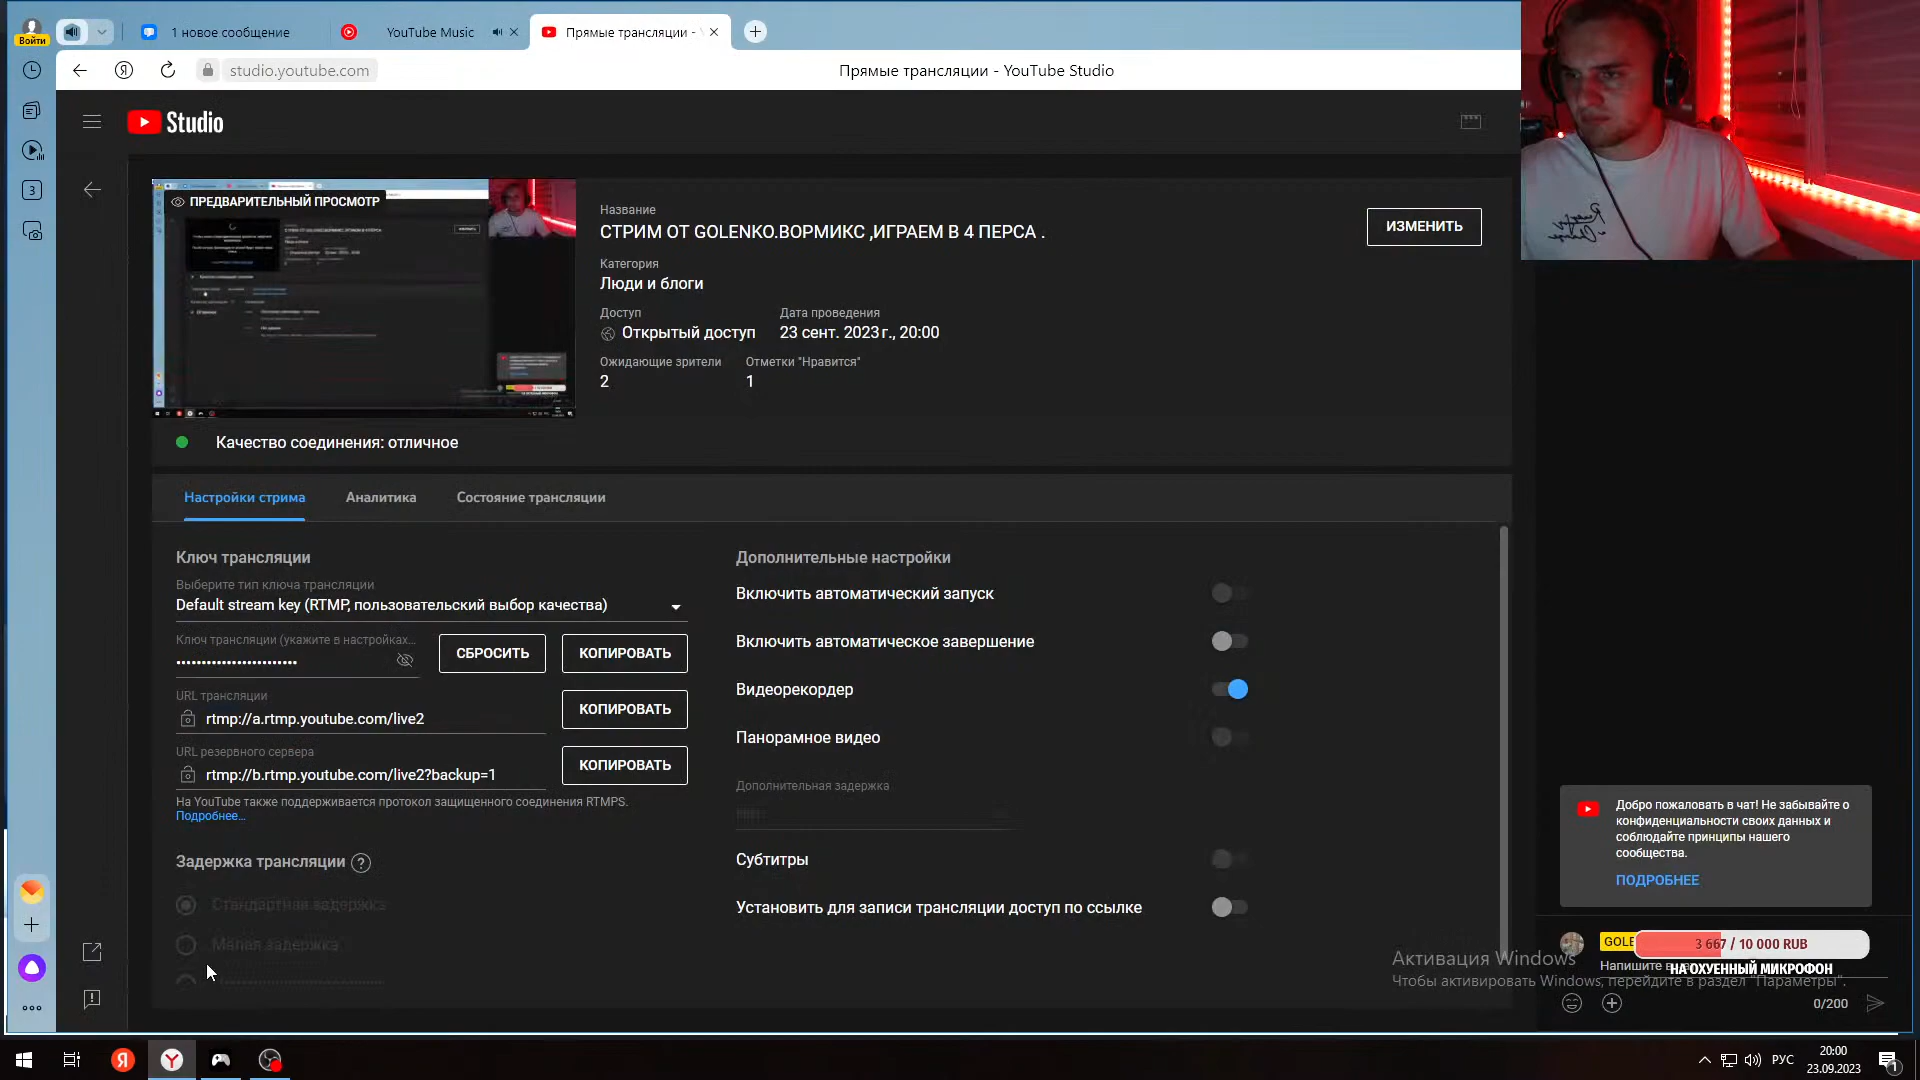 Войти
1 новое сообщение
YouTube Music
Прямые трансляции -
studio.youtube.com
Прямые трансляции - YouTube Studio
3
Studio
ПРЕДВАРИТЕЛЬНЫЙ ПРОСМОТР
Название
СТРИМ ОТ GOLENKO.ВОРМИКС ,ИГРАЕМ В 4 ПЕРСА .
ИЗМЕНИТЬ
Категория
Люди и блоги
Доступ
Открытый доступ
Дата проведения
23 сент. 2023 г., 20:00
Ожидающие зрители
2
Отметки "Нравится"
1
Качество соединения: отличное
Настройки стрима
Аналитика
Состояние трансляции
Ключ трансляции
Выберите тип ключа трансляции
Default stream key (RTMP, пользовательский выбор качества)
Ключ трансляции (укажите в настройках...
СБРОСИТЬ
КОПИРОВАТЬ
URL трансляции
rtmp://a.rtmp.youtube.com/live2
КОПИРОВАТЬ
URL резервного сервера
rtmp://b.rtmp.youtube.com/live2?backup=1
КОПИРОВАТЬ
На YouTube также поддерживается протокол защищенного соединения RTMPS.
Подробнее...
Задержка трансляции
Стандартная задержка
Малая задержка
Дополнительные настройки
Включить автоматический запуск
Включить автоматическое завершение
Видеорекордер
Панорамное видео
Дополнительная задержка
Субтитры
Установить для записи трансляции доступ по ссылке
Добро пожаловать в чат! Не забывайте о
конфиденциальности своих данных и
соблюдайте принципы нашего
сообщества.
ПОДРОБНЕЕ
3 667 / 10 000 RUB
Напишите
НА ОХУЕННЫЙ МИКРОФОН
Активация Windows
Чтобы активировать Windows, перейдите в раздел "Параметры".
0/200
РУС
20:00
23.09.2023
1